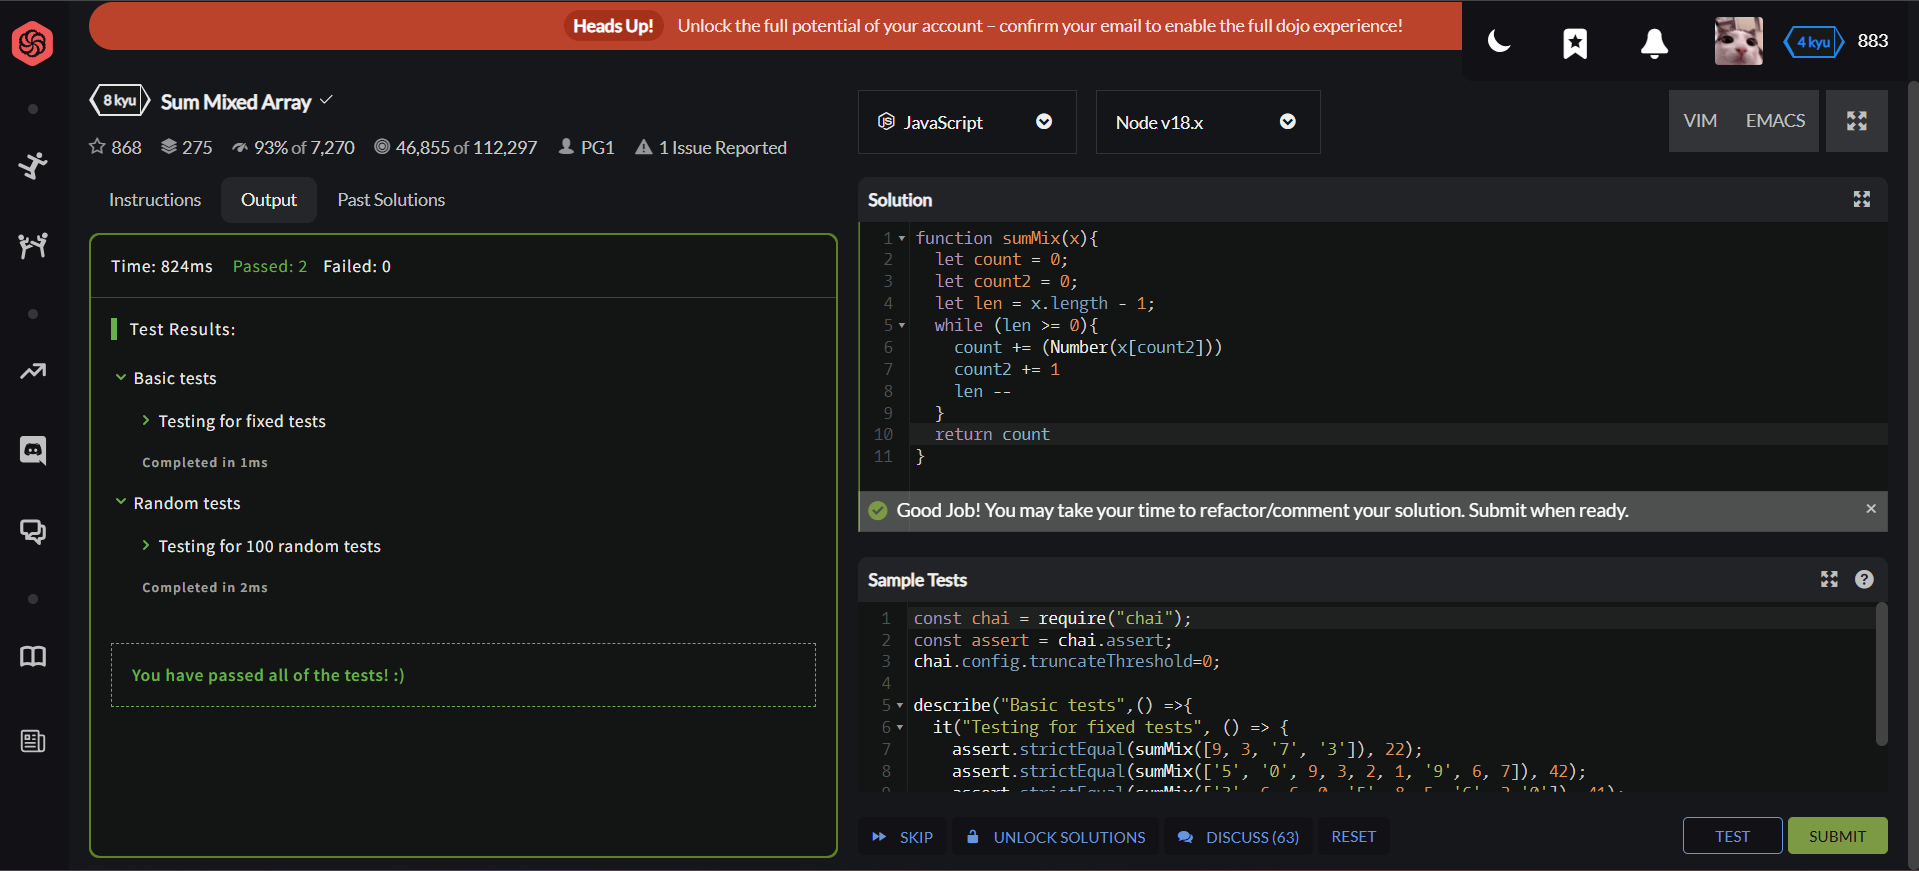 Heads Up! Unlock the full potential of your account – confirm your email to enable the full dojo experience!
4 kyu 883
8 kyu Sum Mixed Array
868 275 93% of 7,270 46,855 of 112,297 PG1 1 Issue Reported
Instructions Output Past Solutions
Time: 824ms Passed: 2 Failed: 0
Test Results:
Basic tests
Testing for fixed tests
Completed in 1ms
Random tests
Testing for 100 random tests
Completed in 2ms
You have passed all of the tests! :)
JavaScript Node v18.x VIM EMACS
Solution
1 function sumMix(x){
2 let count = 0;
3 let count2 = 0;
4 let len = x.length - 1;
5 while (len >= 0){
6 count += (Number(x[count2]))
7 count2 += 1
8 len --
9 }
10 return count
11 }
Good Job! You may take your time to refactor/comment your solution. Submit when ready.
Sample Tests
1 const chai = require("chai");
2 const assert = chai.assert;
3 chai.config.truncateThreshold=0;
4
5 describe("Basic tests",() =>{
6 it("Testing for fixed tests", () => {
7 assert.strictEqual(sumMix([9, 3, '7', '3']), 22);
8 assert.strictEqual(sumMix(['5', '0', 9, 3, 2, 1, '9', 6, 7]), 42);
SKIP UNLOCK SOLUTIONS DISCUSS (63) RESET TEST SUBMIT